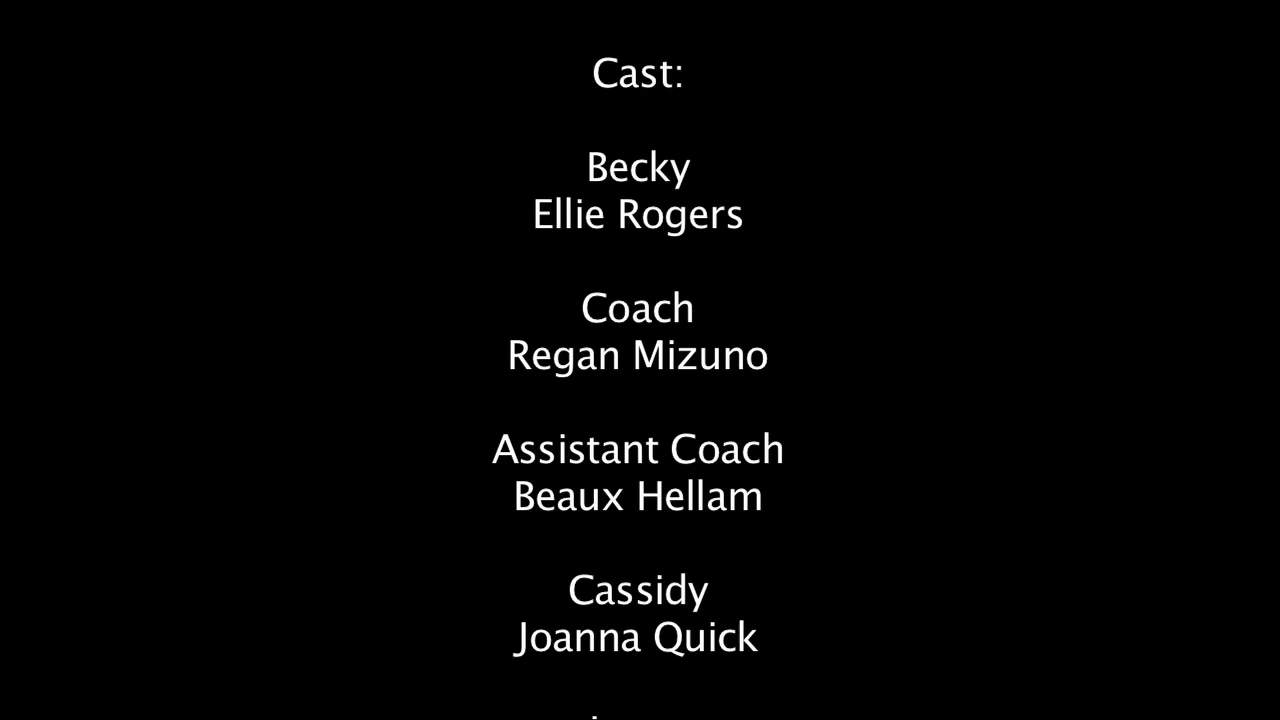 Cast:
Becky
Ellie Rogers
Coach
Regan Mizuno
Assistant Coach
Beaux Hellam
Cassidy
Joanna Quick